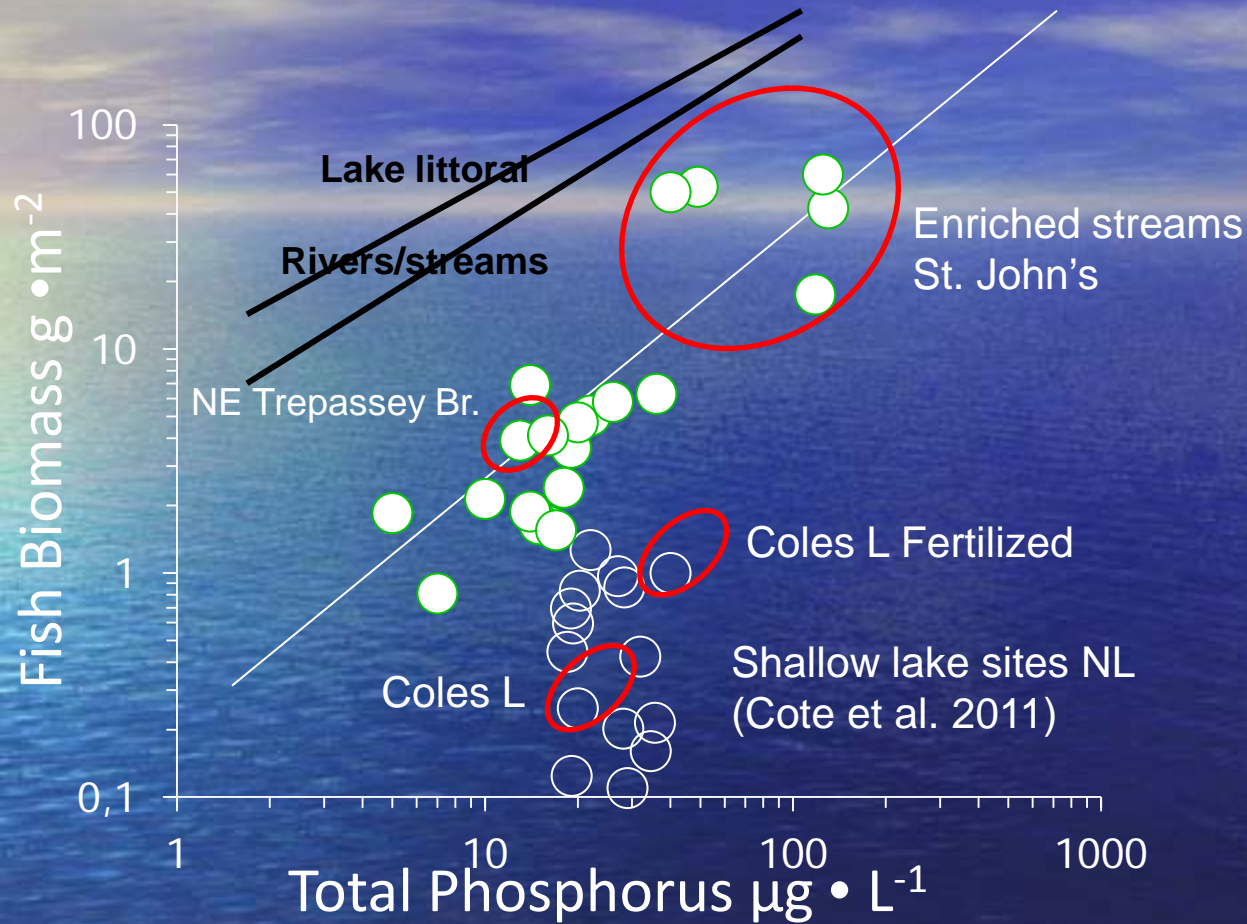 100
Lake littoral
Enriched streams
St. John's
Rivers/streams
10
NE Trepassey Br.
Fish Biomass g •m-2
1
Coles L Fertilized
Shallow lake sites NL
(Cote et al. 2011)
Coles L
0,1
1
10
100
1000
Total Phosphorus µg • L-1